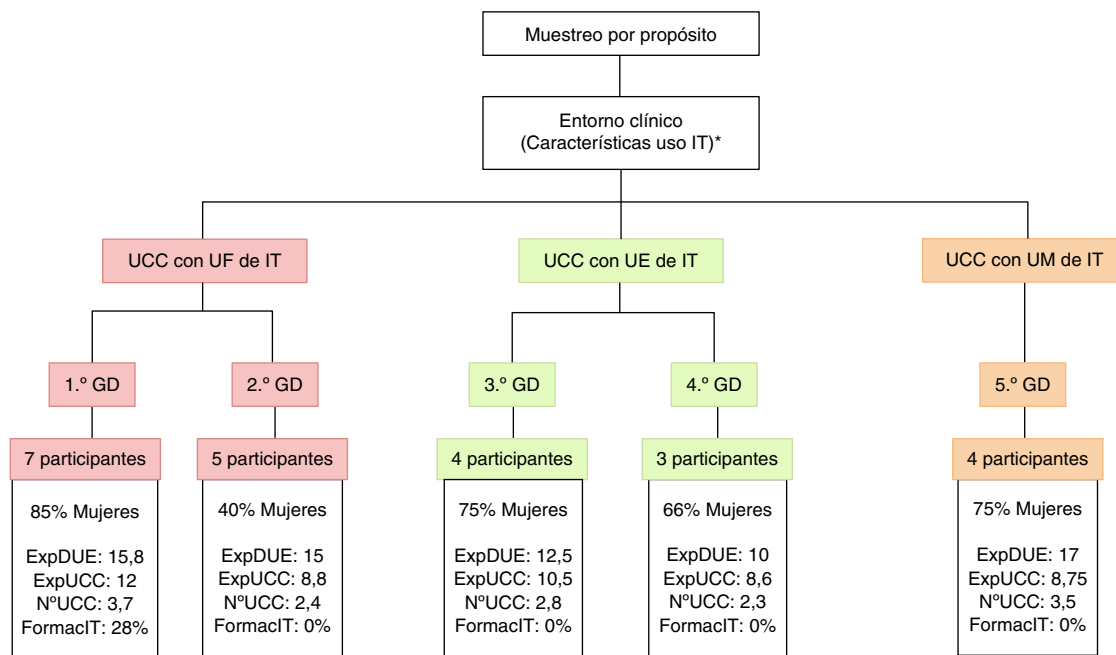 Muestreo por propósito
Entorno clínico
(Características uso IT)*
UCC con UF de IT
UCC con UE de IT
UCC con UM de IT
1.º GD
2.º GD
3.º GD
4.º GD
5.º GD
7 participantes
5 participantes
4 participantes
3 participantes
4 participantes
85% Mujeres
ExpDUE: 15,8
ExpUCC: 12
NºUCC: 3,7
FormacIT: 28%
40% Mujeres
ExpDUE: 15
ExpUCC: 8,8
NºUCC: 2,4
FormacIT: 0%
75% Mujeres
ExpDUE: 12,5
ExpUCC: 10,5
NºUCC: 2,8
FormacIT: 0%
66% Mujeres
ExpDUE: 10
ExpUCC: 8,6
NºUCC: 2,3
FormacIT: 0%
75% Mujeres
ExpDUE: 17
ExpUCC: 8,75
NºUCC: 3,5
FormacIT: 0%